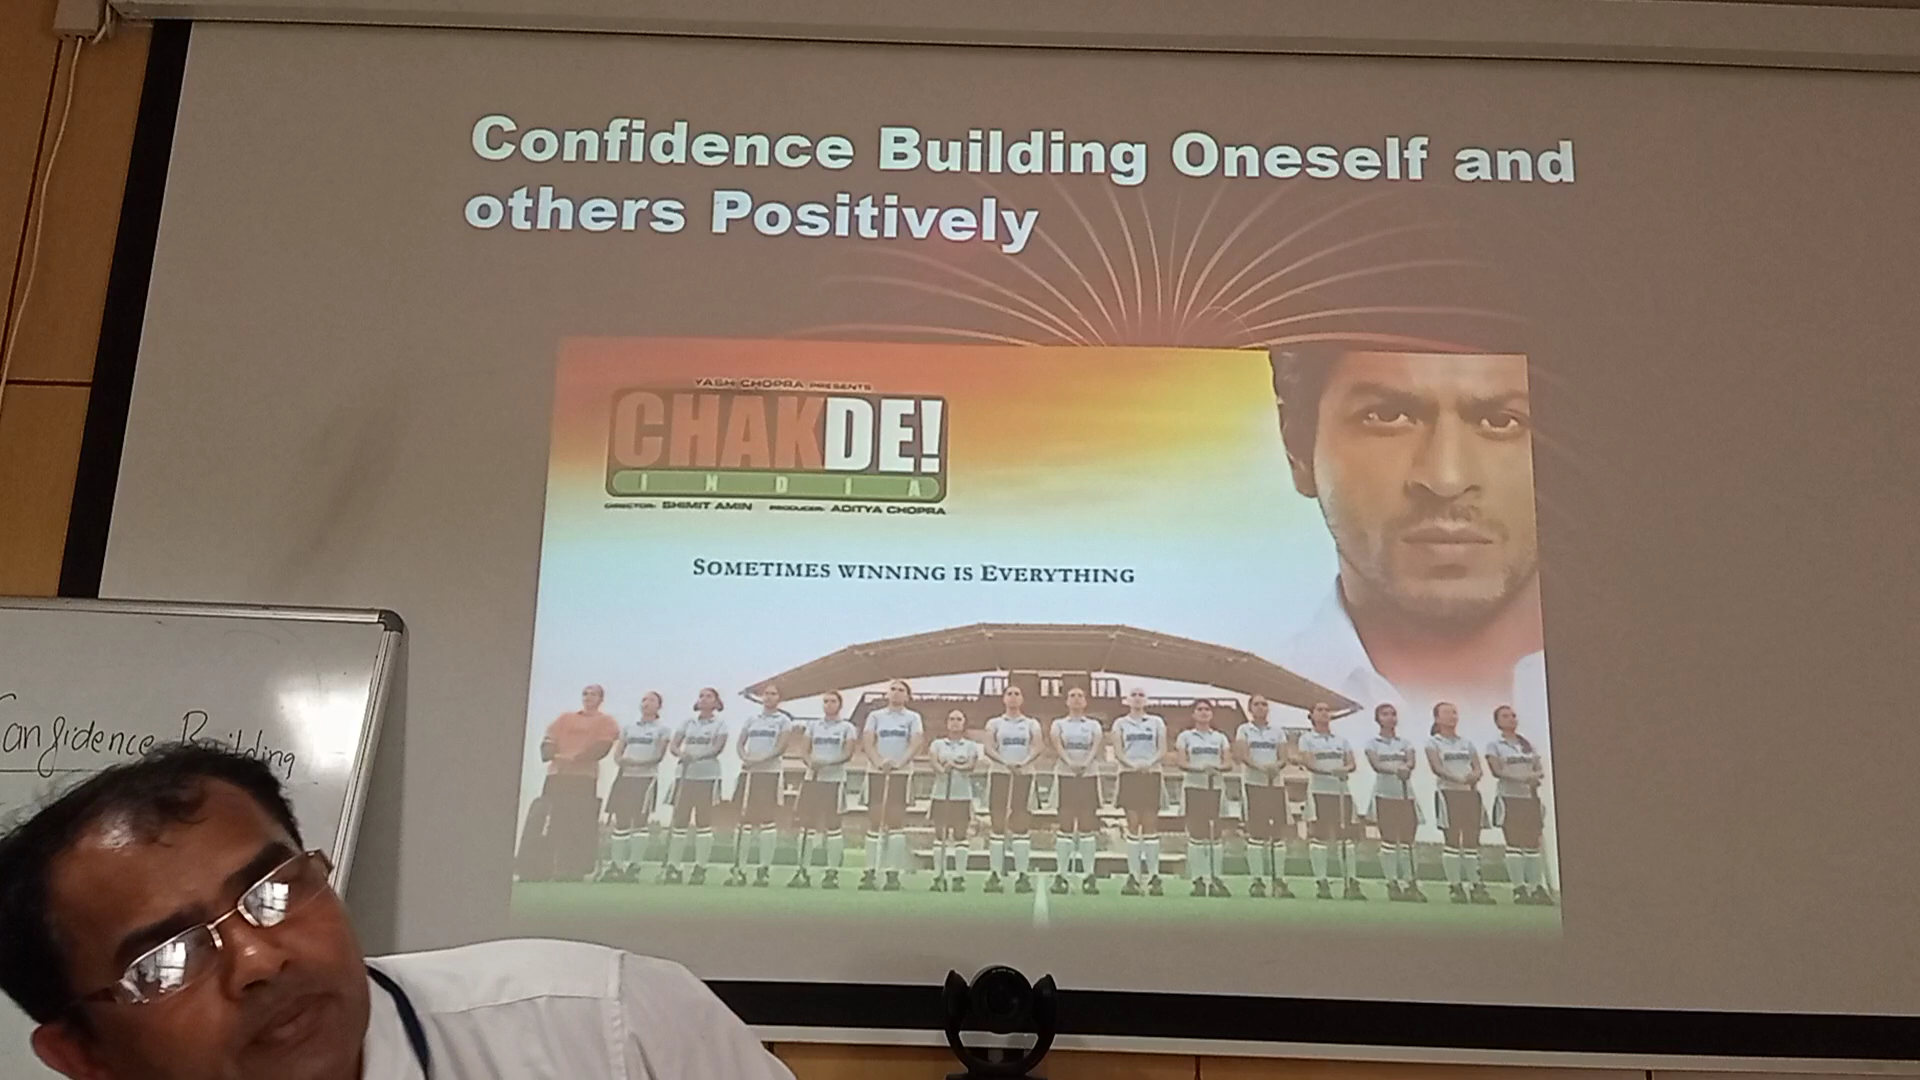 Confidence Building Oneself and
others Positively
YASH CHOPRA PRESENTS
CHAK DE!
INDIA
DIRECTOR: SHIMIT AMIN PRODUCER: ADITYA CHOPRA
SOMETIMES WINNING IS EVERYTHING
Confidence Building